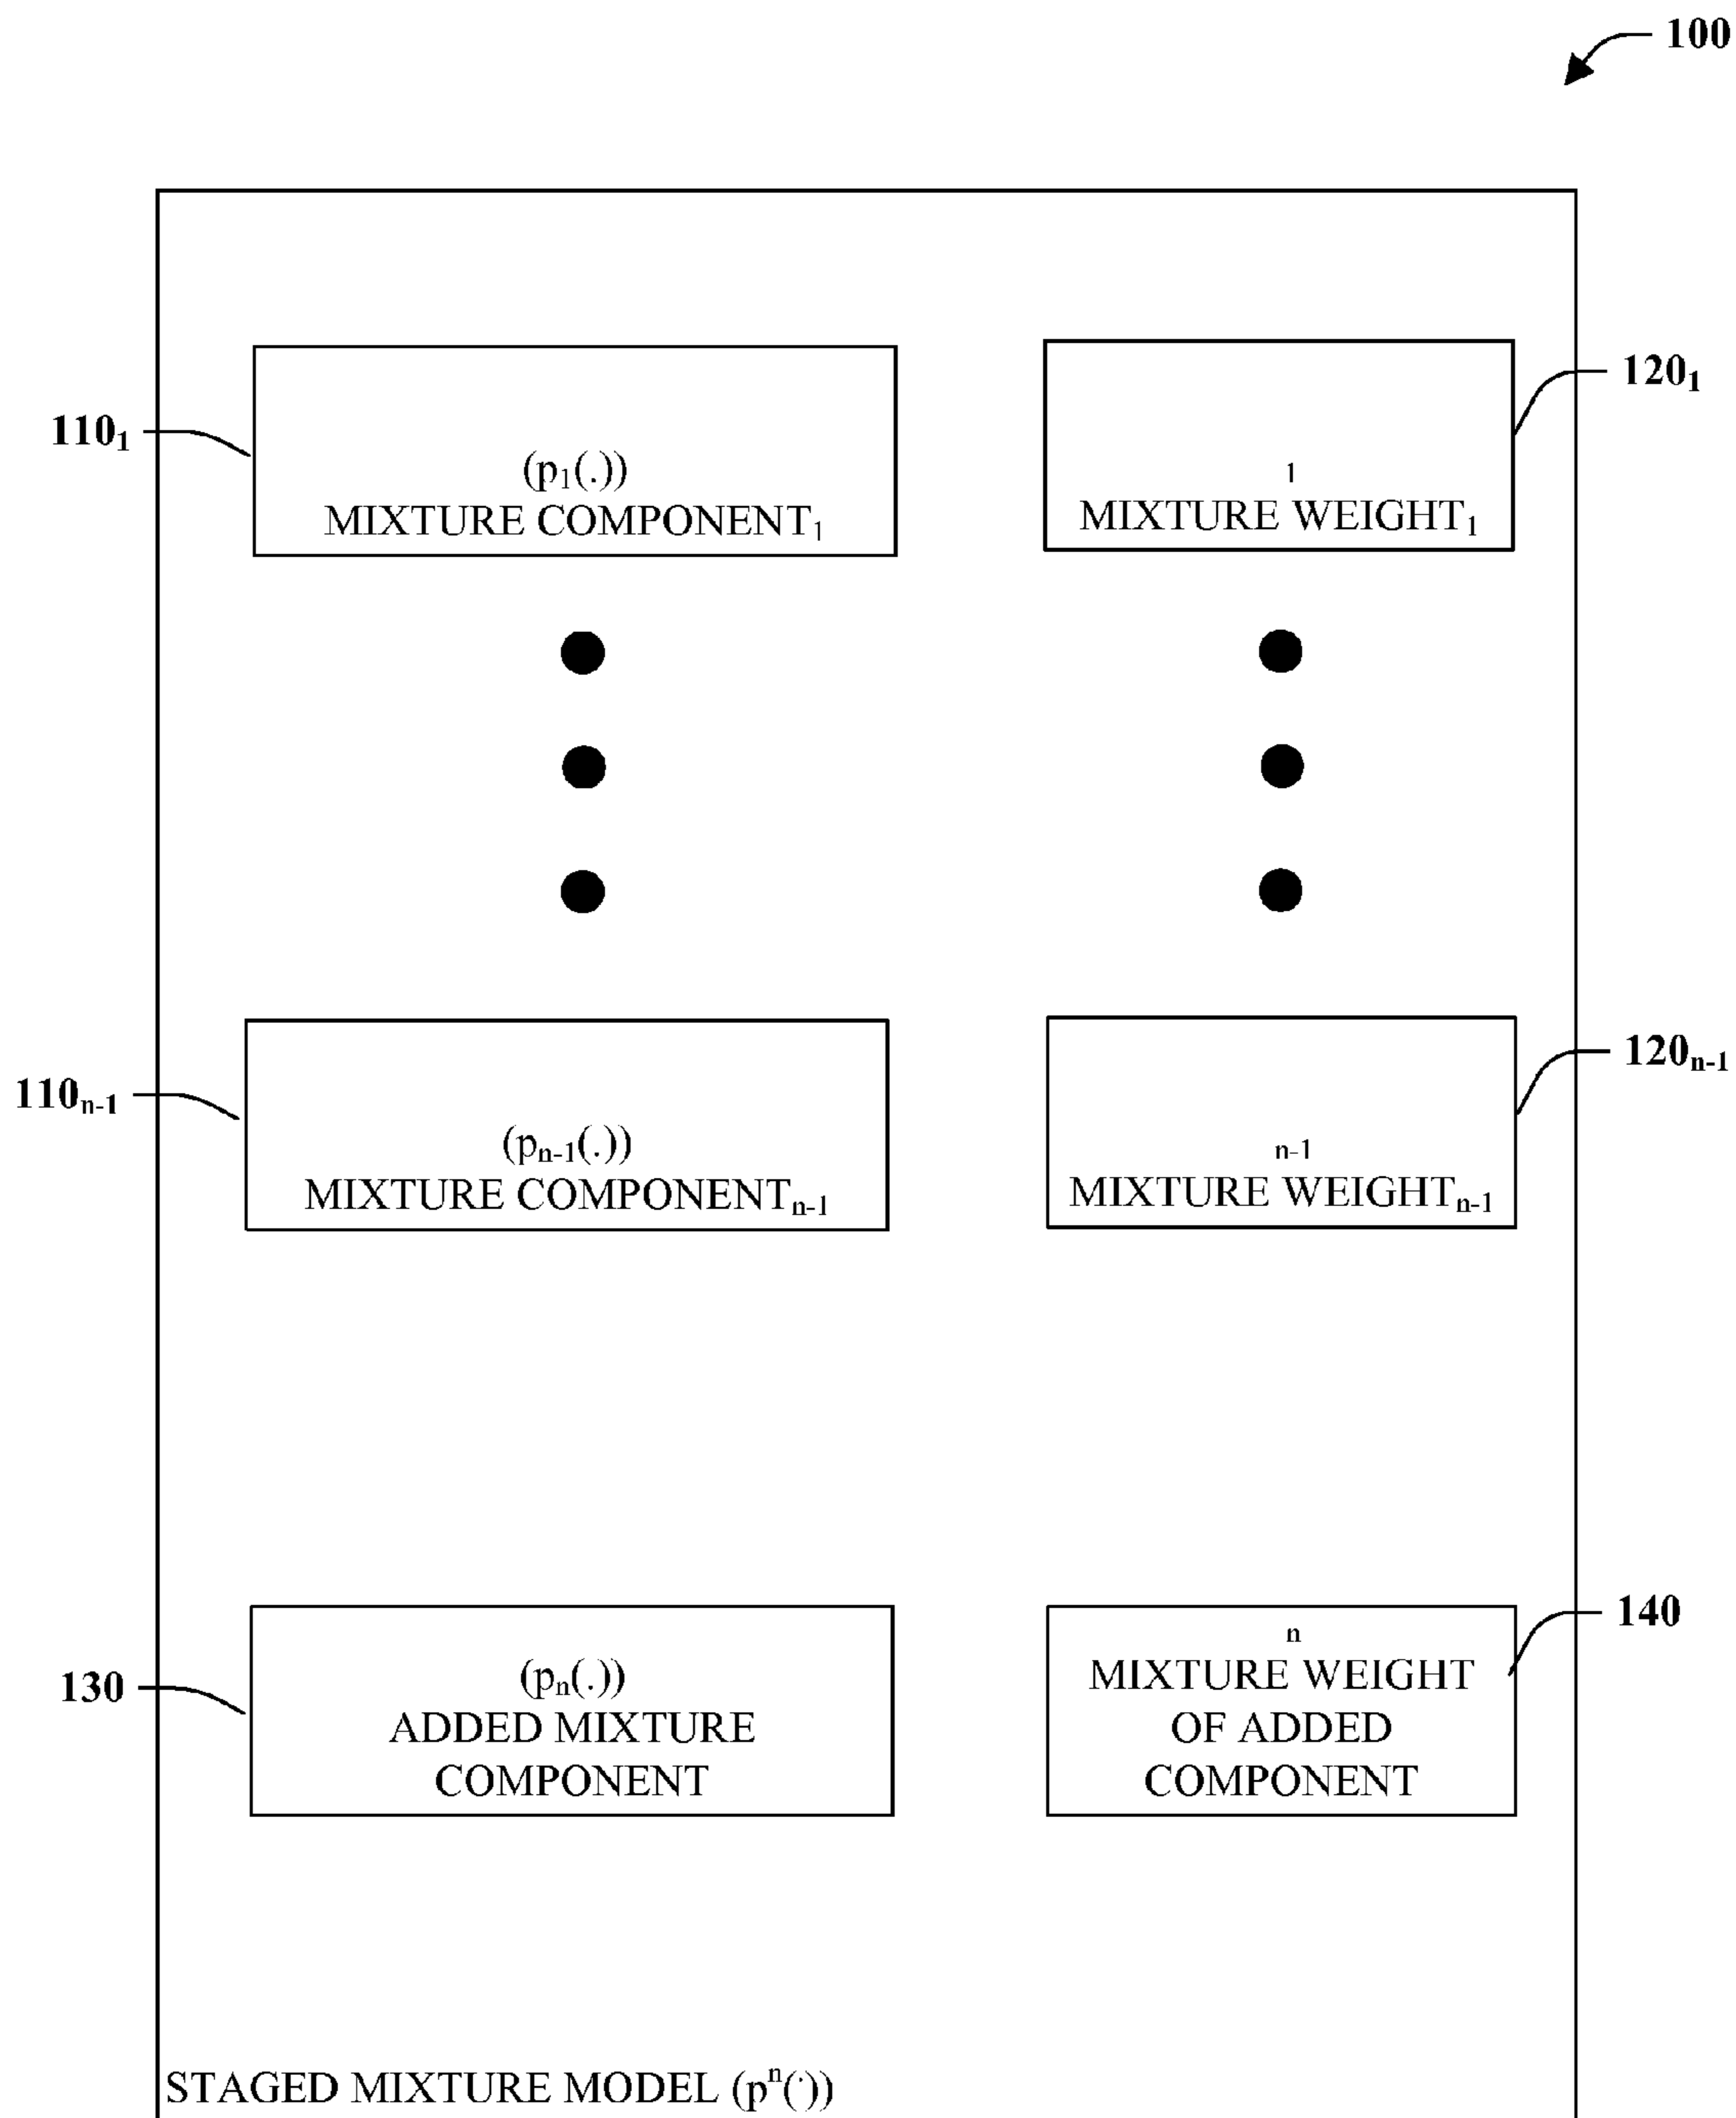 100
110₁
(p₁(.))
MIXTURE COMPONENT₁
120₁
1
MIXTURE WEIGHT₁
110ₙ₋₁
(pₙ₋₁(.))
MIXTURE COMPONENTₙ₋₁
120ₙ₋₁
n-1
MIXTURE WEIGHTₙ₋₁
130
(pₙ(.))
ADDED MIXTURE
COMPONENT
140
n
MIXTURE WEIGHT
OF ADDED
COMPONENT
STAGED MIXTURE MODEL (pⁿ(·))